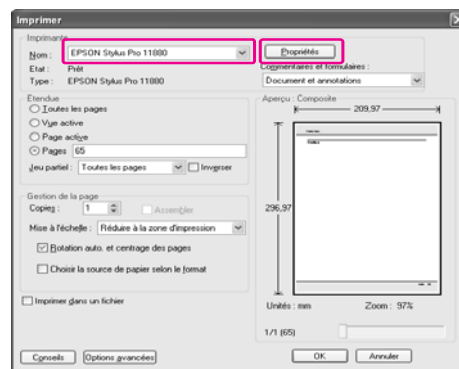 Imprimer
Imprimante
Nom : EPSON Stylus Pro 11880 Propriétés
Etat : Prêt Commentaires et formulaires :
Type : EPSON Stylus Pro 11880 Document et annotations
Etendue
Toutes les pages
Vue active
Page active
Pages 65
Jeu partiel : Toutes les pages Inverser
Aperçu : Composite
209,97
296,97
Gestion de la page
Copies : 1 Assembler
Mise à l'échelle : Réduire à la zone d'impression
Rotation auto. et centrage des pages
Choisir la source de papier selon le format
Imprimer dans un fichier
Unités : mm Zoom : 97%
1/1 (65)
Conseils Options avancées OK Annuler